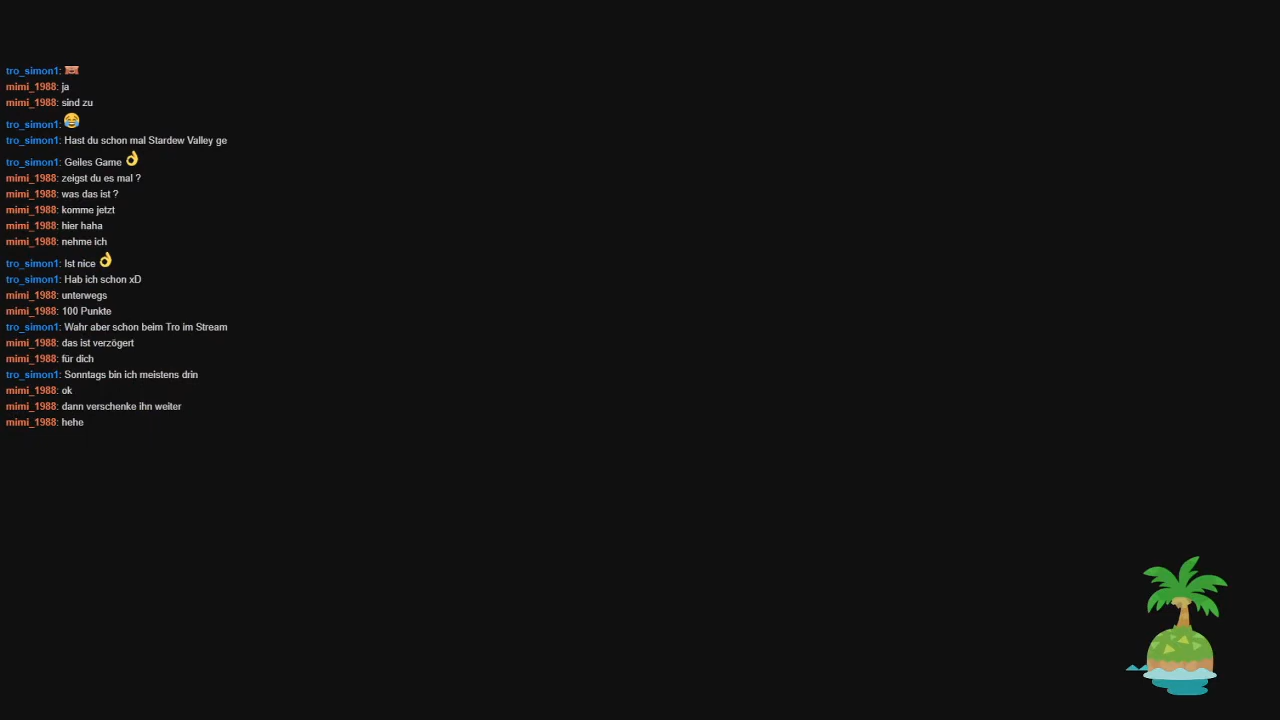 tro_simon1:
mimi_1988: ja
mimi_1988: sind zu
tro_simon1: 😂
tro_simon1: Hast du schon mal Stardew Valley ge
tro_simon1: Geiles Game 👌
mimi_1988: zeigst du es mal ?
mimi_1988: was das ist ?
mimi_1988: komme jetzt
mimi_1988: hier haha
mimi_1988: nehme ich
tro_simon1: Ist nice 👌
tro_simon1: Hab ich schon xD
mimi_1988: unterwegs
mimi_1988: 100 Punkte
tro_simon1: Wahr aber schon beim Tro im Stream
mimi_1988: das ist verzögert
mimi_1988: für dich
tro_simon1: Sonntags bin ich meistens drin
mimi_1988: ok
mimi_1988: dann verschenke ihn weiter
mimi_1988: hehe